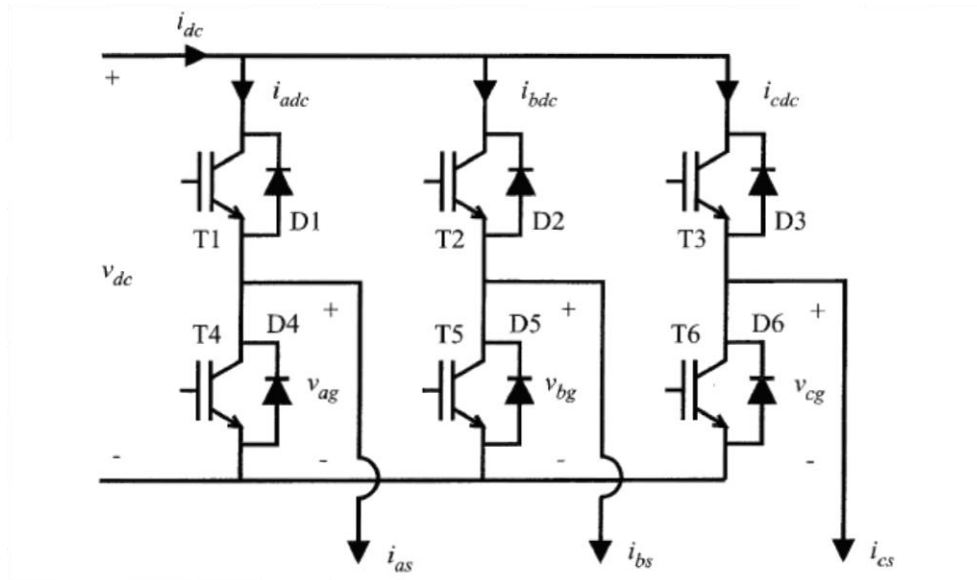 i_dc
+
i_adc i_bdc i_cdc
T1 D1 T2 D2 T3 D3
v_dc
+ + +
T4 D4 T5 D5 T6 D6
v_ag v_bg v_cg
- - - -
i_as i_bs i_cs